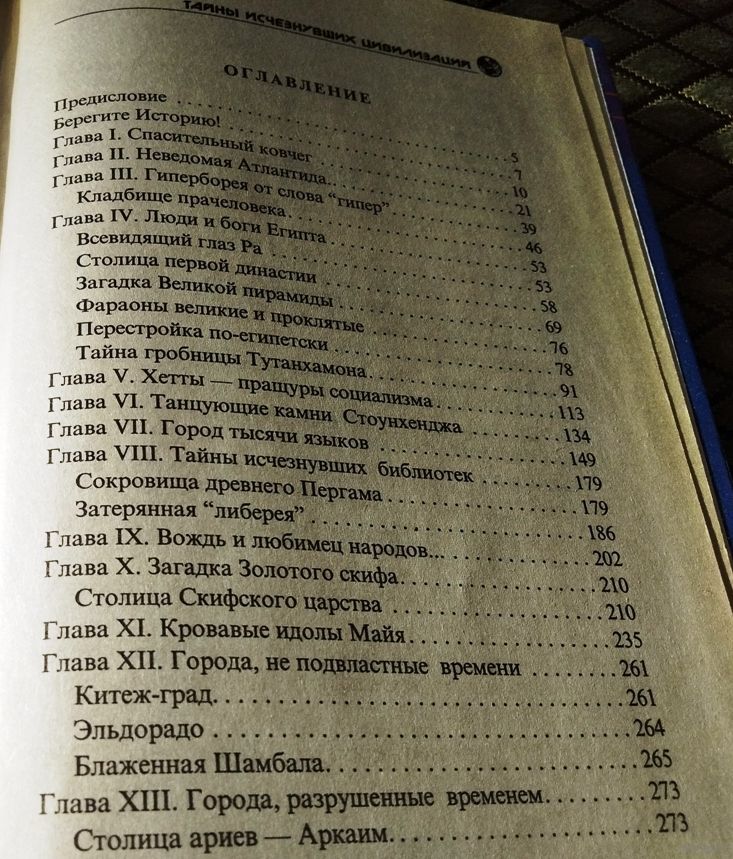 ТАЙНЫ ИСЧЕЗНУВШИХ ЦИВИЛИЗАЦИЙ
ОГЛАВЛЕНИЕ
Предисловие ........ 5
Берегите Историю! ........ 7
Глава I. Спасительный ковчег ........ 10
Глава II. Неведомая Атлантида ........ 21
Глава III. Гиперборея от слова "гипер" ........ 39
Кладбище прачеловека ........ 46
Глава IV. Люди и боги Египта ........ 53
Всевидящий глаз Ра ........ 53
Столица первой династии ........ 58
Загадка Великой пирамиды ........ 69
Фараоны великие и проклятые ........ 76
Перестройка по-египетски ........ 78
Тайна гробницы Тутанхамона ........ 91
Глава V. Хетты — пращуры социализма ........ 113
Глава VI. Танцующие камни Стоунхенджа ........ 134
Глава VII. Город тысячи языков ........ 149
Глава VIII. Тайны исчезнувших библиотек ........ 179
Сокровища древнего Пергама ........ 179
Затерянная "либерея" ........ 186
Глава IX. Вождь и любимец народов... ........ 202
Глава X. Загадка Золотого скифа ........ 210
Столица Скифского царства ........ 210
Глава XI. Кровавые идолы Майя ........ 235
Глава XII. Города, не подвластные времени ........ 261
Китеж-град ........ 261
Эльдорадо ........ 264
Блаженная Шамбала ........ 265
Глава XIII. Города, разрушенные временем ........ 273
Столица ариев — Аркаим ........ 273